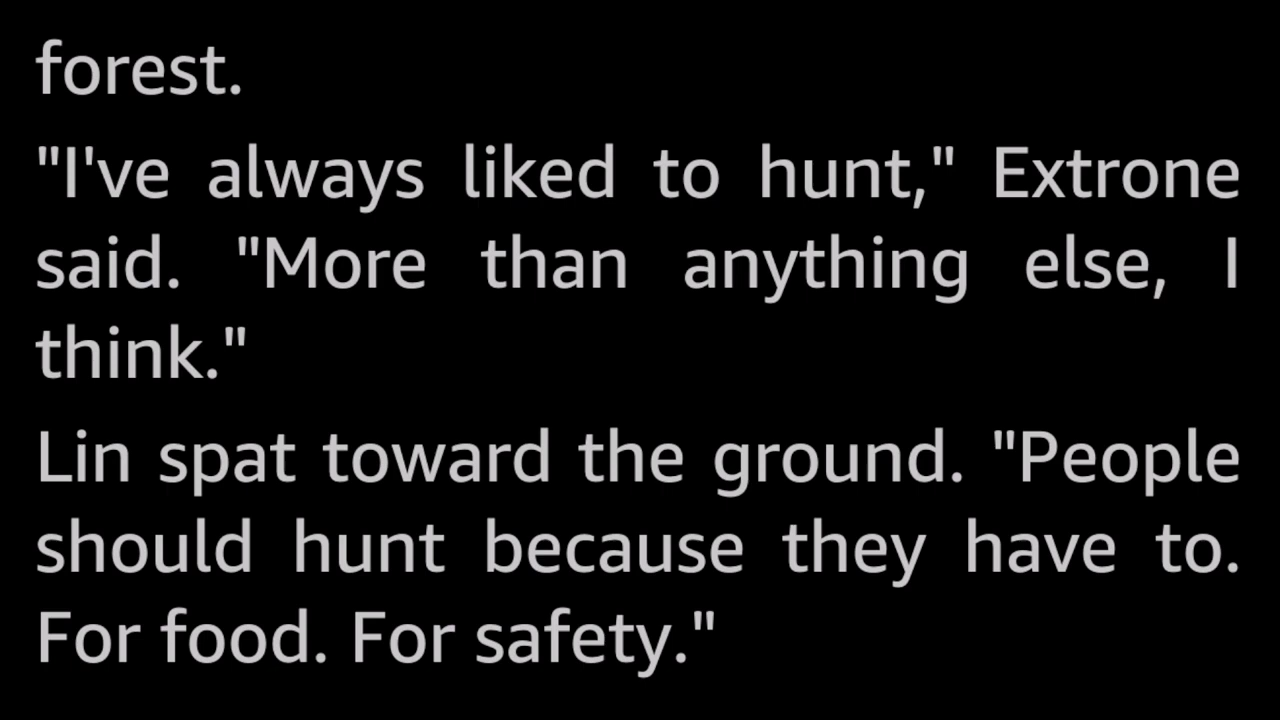 forest.
"I've always liked to hunt," Extrone
said. "More than anything else, I
think."
Lin spat toward the ground. "People
should hunt because they have to.
For food. For safety."